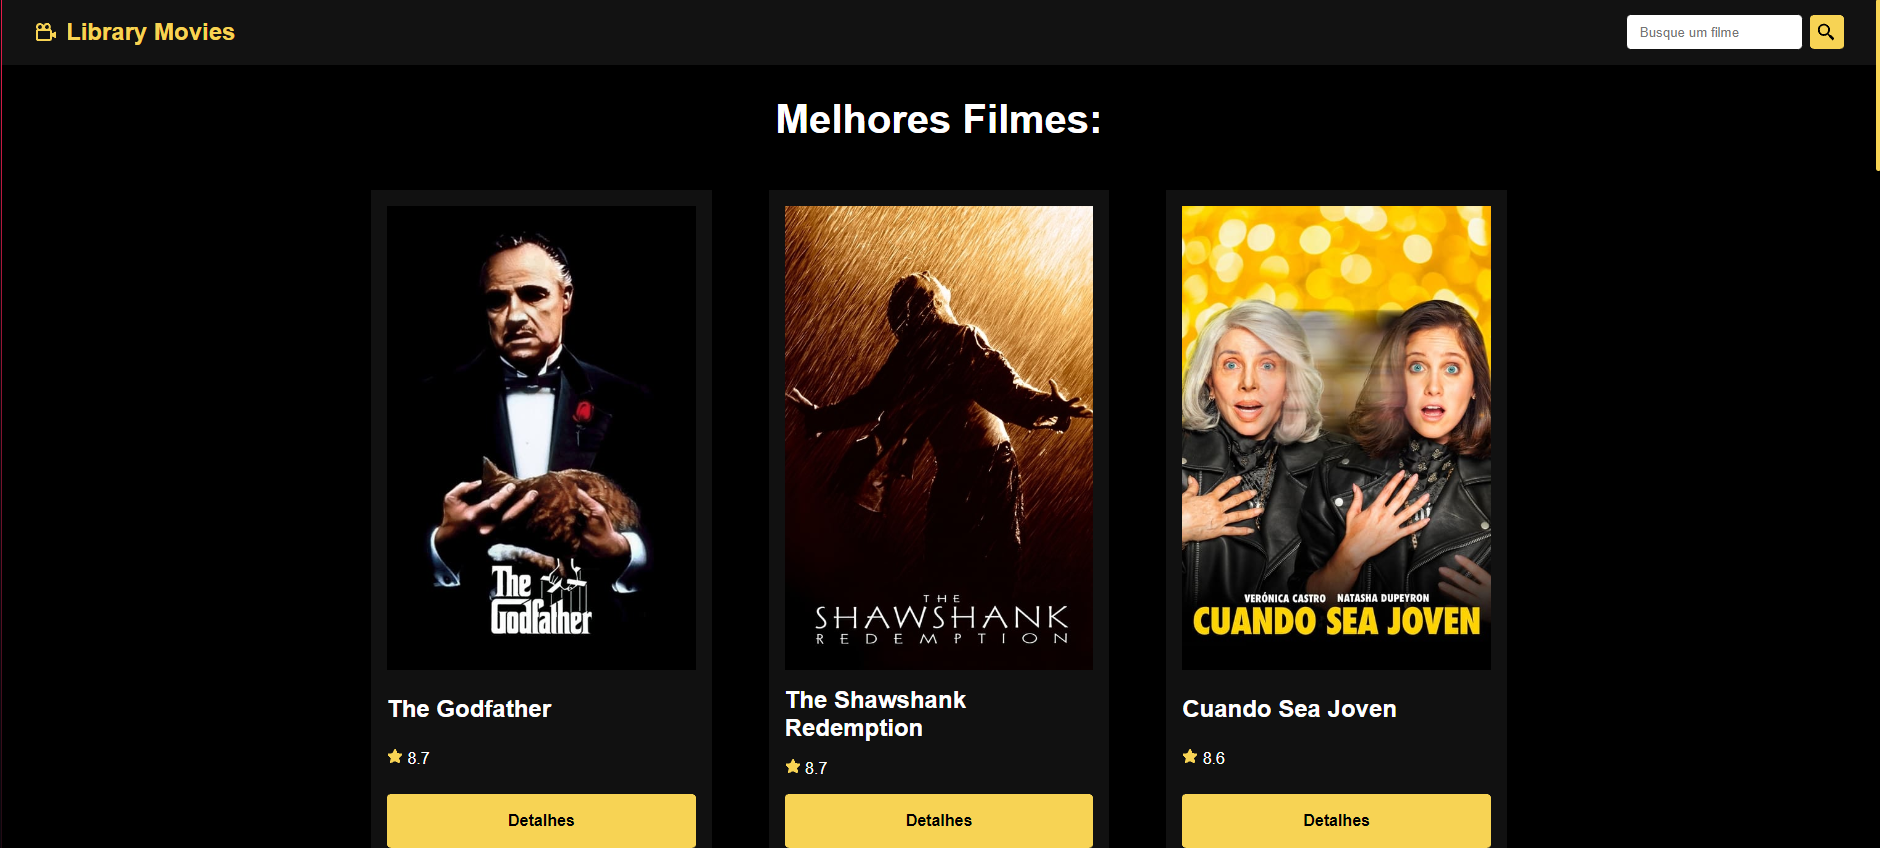 Library Movies
Busque um filme
Melhores Filmes:
The
Godfather
THE
SHAWSHANK
REDEMPTION
VERÓNICA CASTRO NATASHA DUPEYRON
CUANDO SEA JOVEN
The Godfather
The Shawshank
Redemption
Cuando Sea Joven
8.7
8.7
8.6
Detalhes
Detalhes
Detalhes